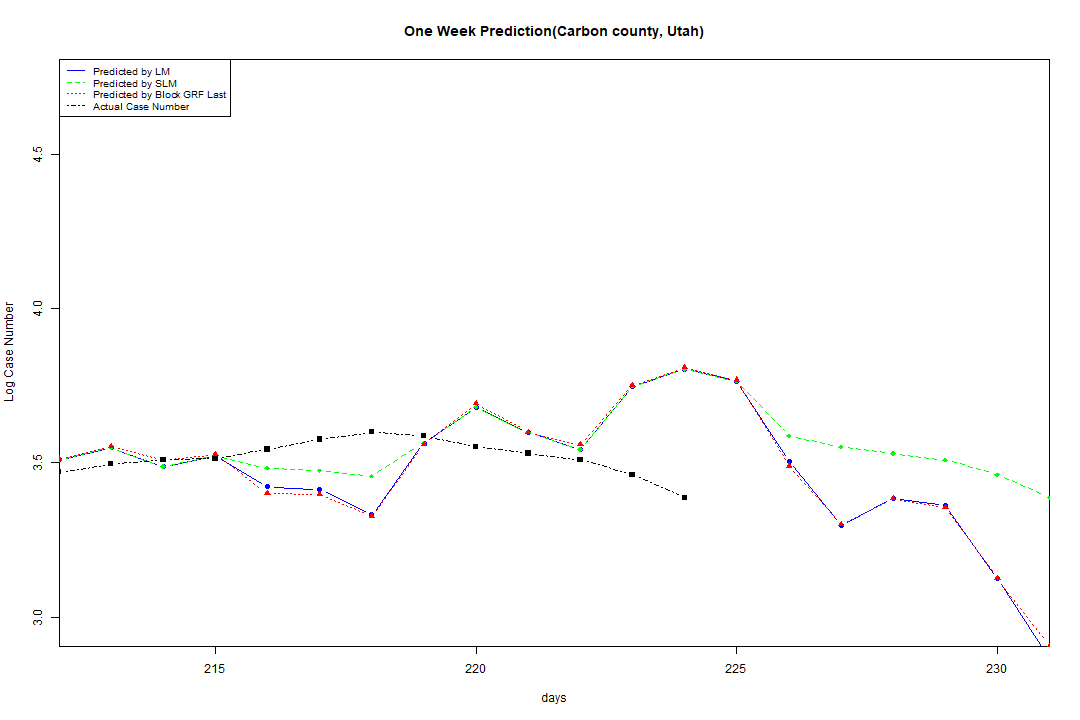 One Week Prediction(Carbon county, Utah)
Predicted by LM
Predicted by SLM
Predicted by Block GRF Last
Actual Case Number
4.5
4.0
3.5
3.0
Log Case Number
215 220 225 230
days